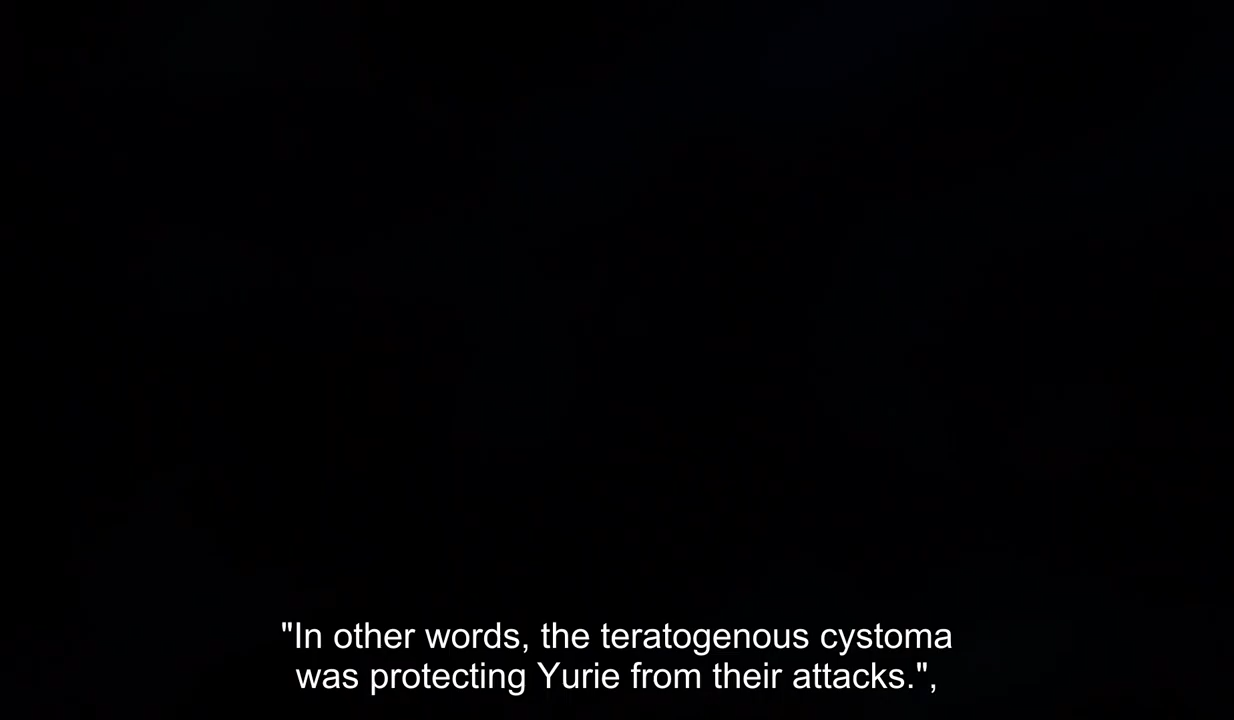 "In other words, the teratogenous cystoma
was protecting Yurie from their attacks.",